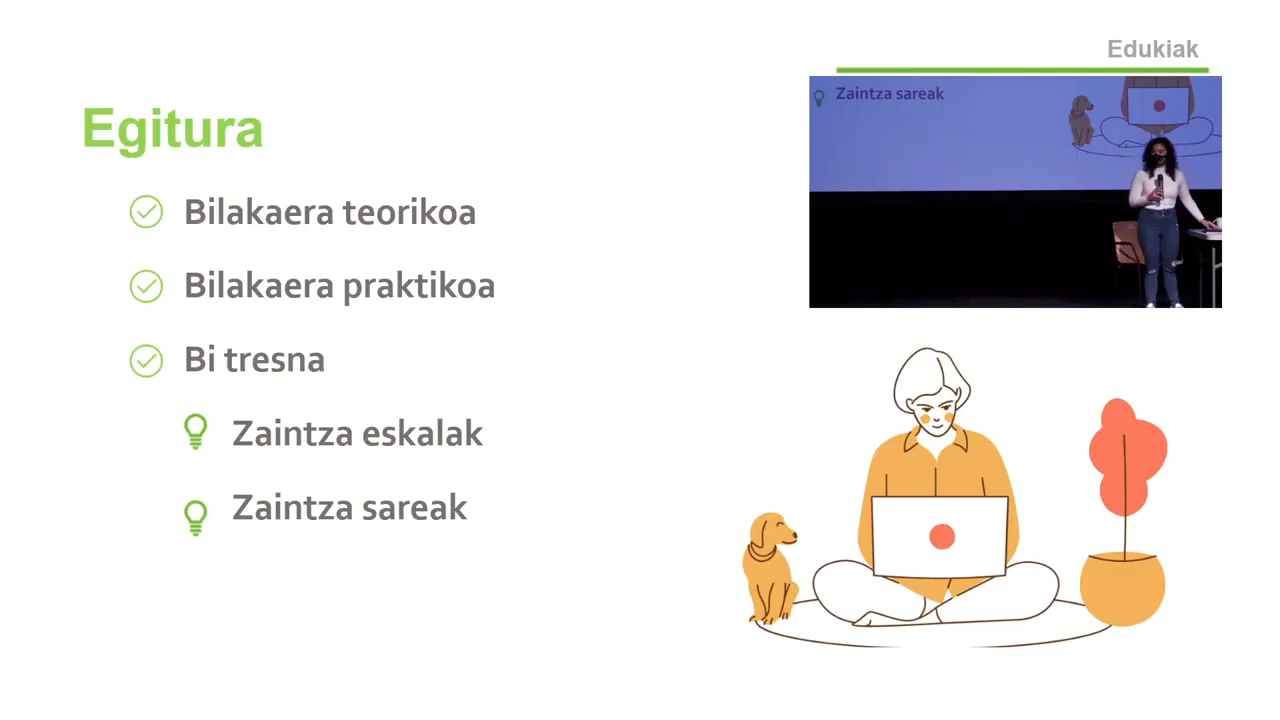 Edukiak
Egitura
Zaintza sareak
Bilakaera teorikoa
Bilakaera praktikoa
Bi tresna
Zaintza eskalak
Zaintza sareak